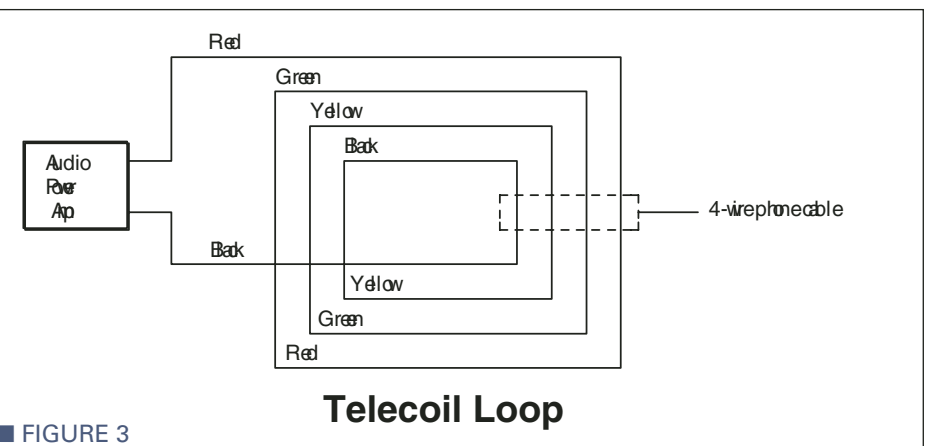 Red
Green
Yellow
Black
Audio
Power
Amp
4-wire phone cable
Black
Yellow
Green
Red
Telecoil Loop
■ FIGURE 3